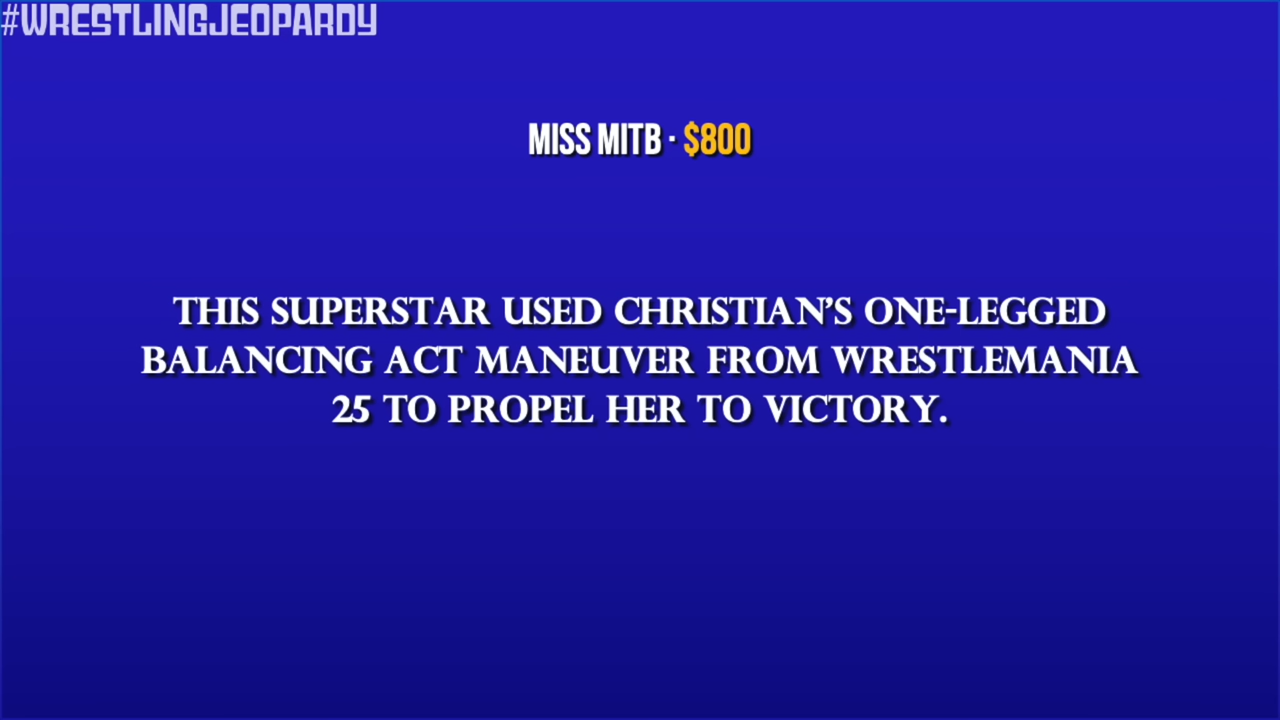 #WRESTLINGJEOPARDY
MISS MITB · $800
THIS SUPERSTAR USED CHRISTIAN'S ONE-LEGGED
BALANCING ACT MANEUVER FROM WRESTLEMANIA
25 TO PROPEL HER TO VICTORY.